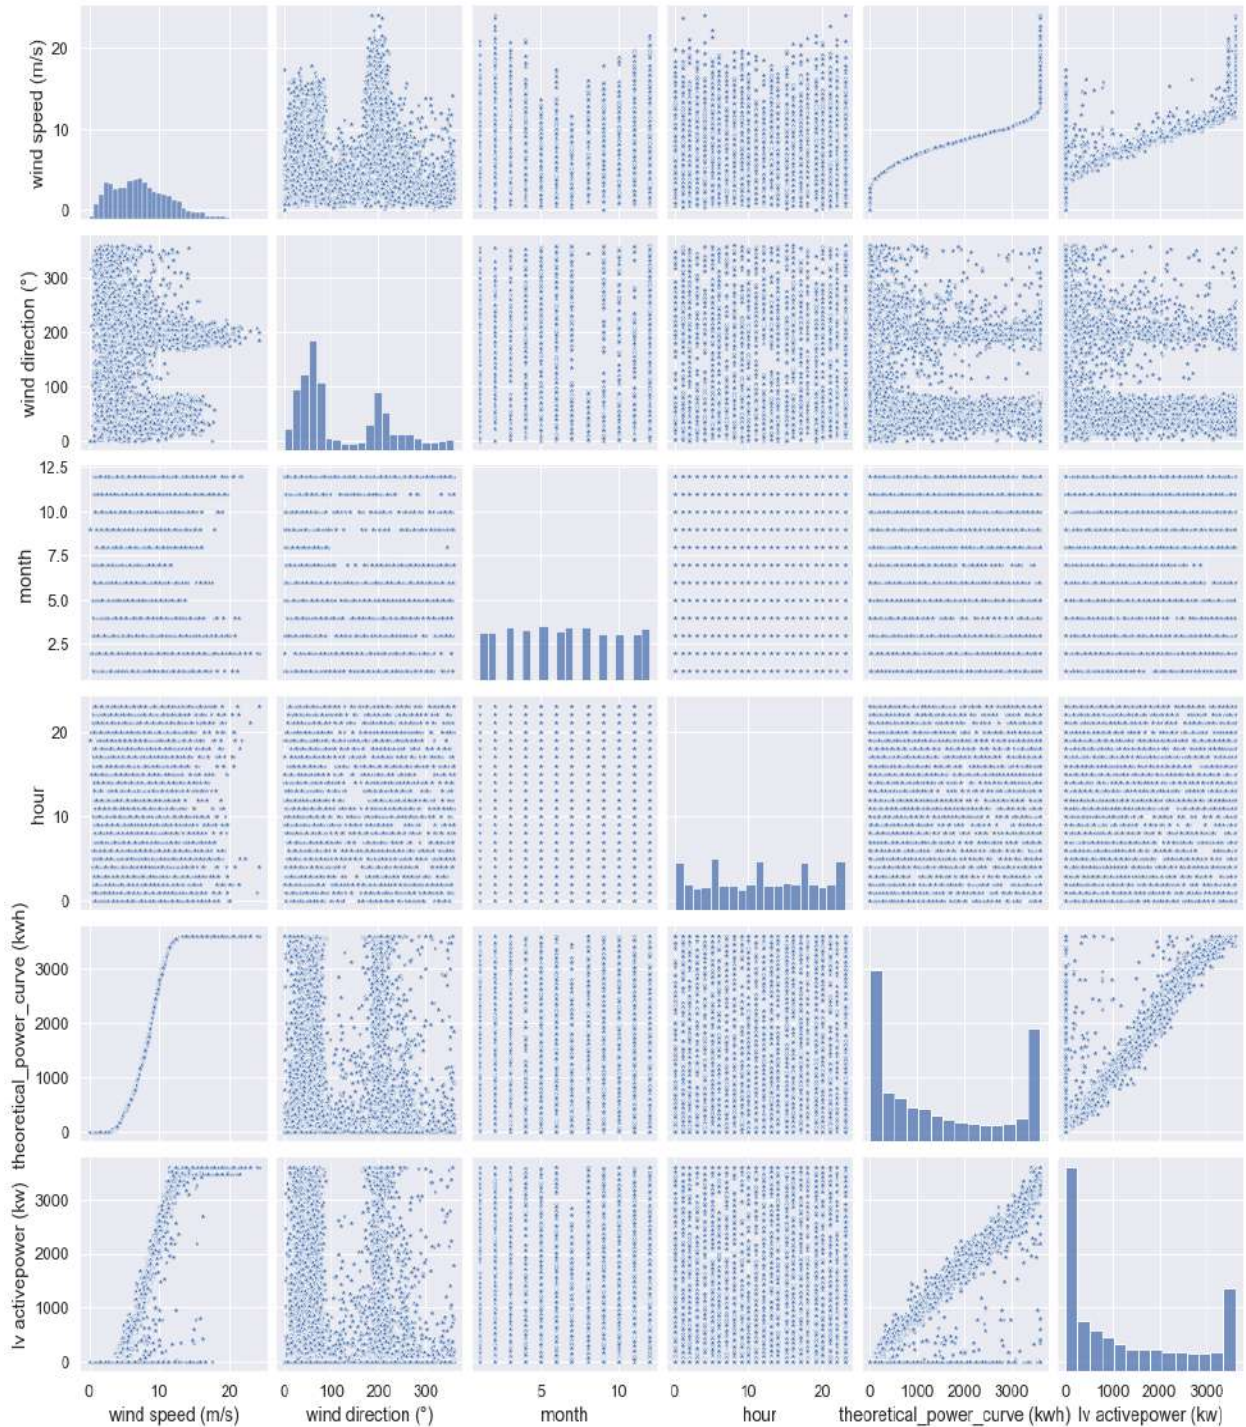 20
10
0
wind speed (m/s)
300
200
100
0
wind direction (°)
12.5
10.0
7.5
5.0
2.5
month
20
10
0
hour
3000
2000
1000
0
theoretical_power_curve (kwh)
3000
2000
1000
0
lv activepower (kw)
0 10 20 0 100 200 300 5 10 0 10 20 0 1000 2000 3000 0 1000 2000 3000
wind speed (m/s) wind direction (°) month hour theoretical_power_curve (kwh) lv activepower (kw)